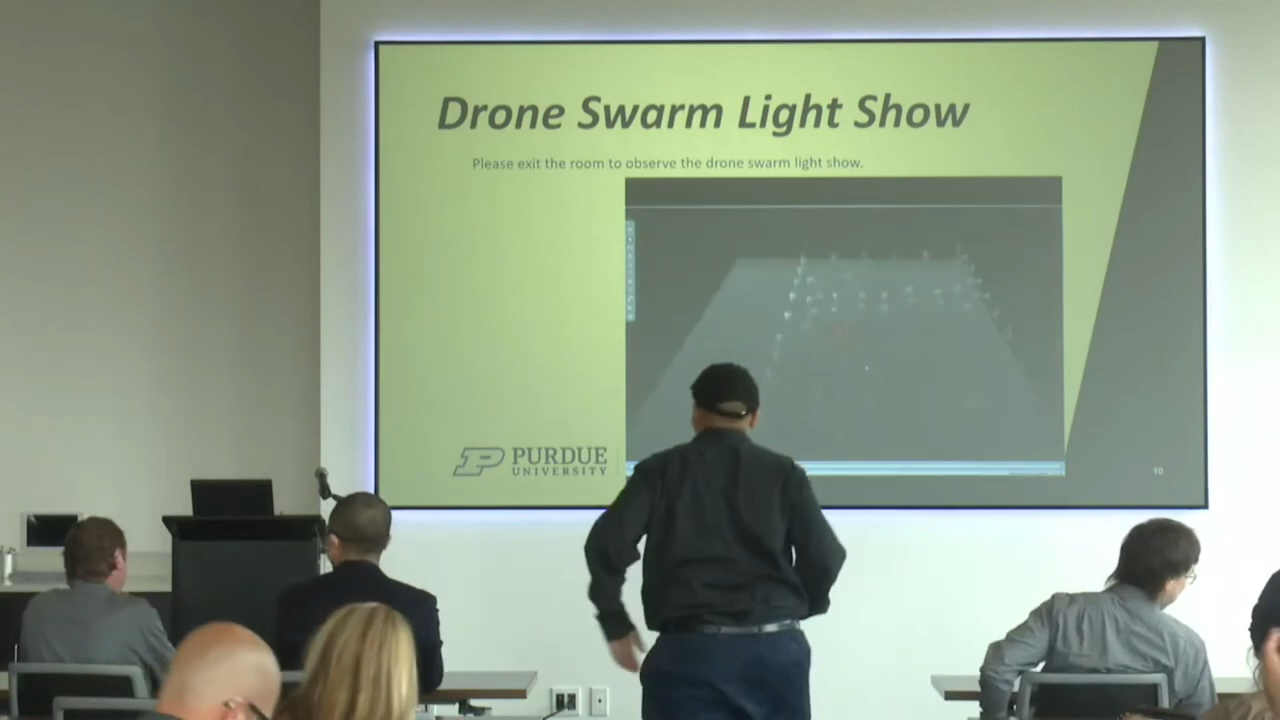 Drone Swarm Light Show
Please exit the room to observe the drone swarm light show.
PURDUE
UNIVERSITY
10